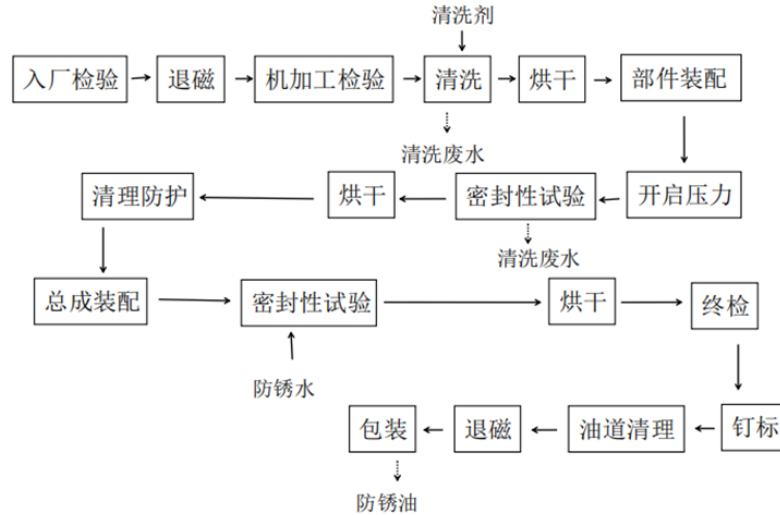 清洗剂
入厂检验 退磁 机加工检验 清洗 烘干 部件装配
清洗废水
清理防护 烘干 密封性试验 开启压力
清洗废水
总成装配 密封性试验 烘干 终检
防锈水
包装 退磁 油道清理 钉标
防锈油